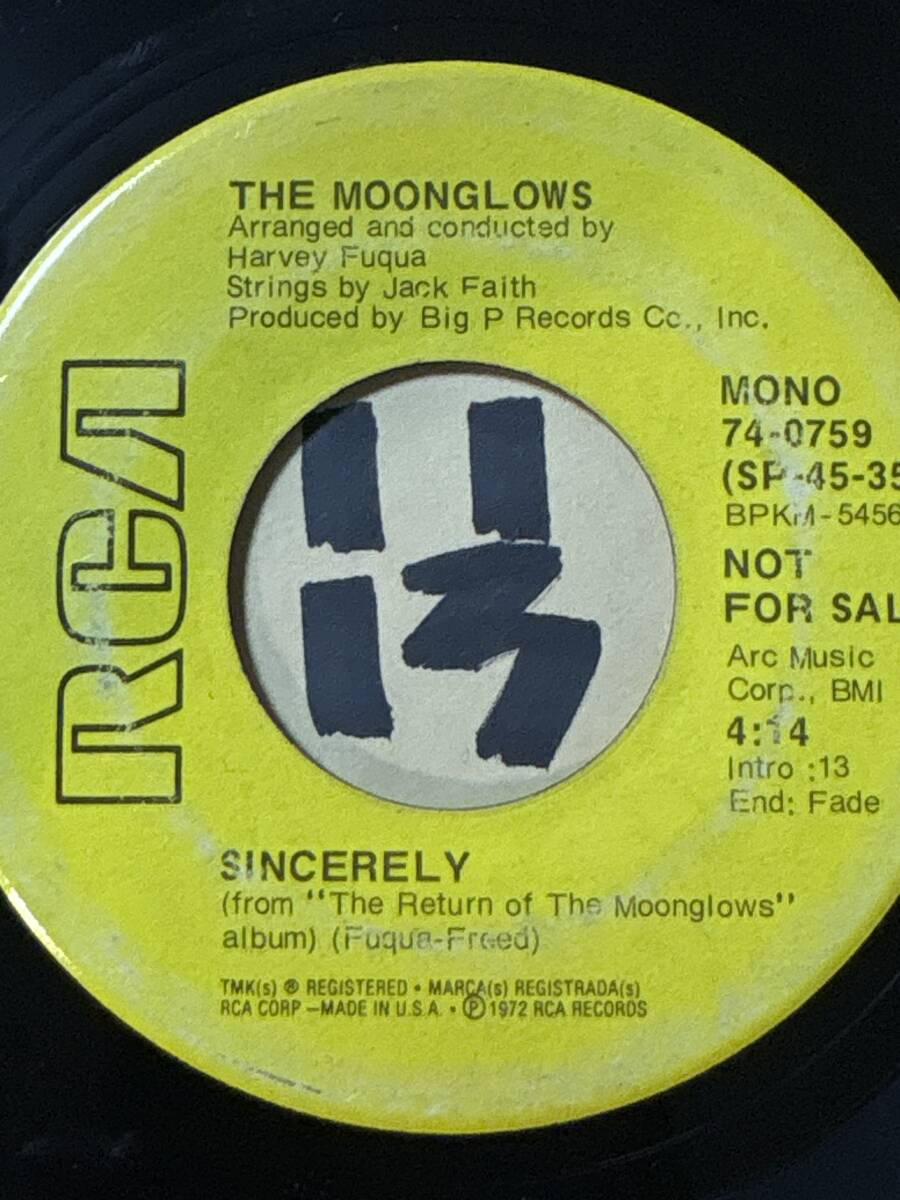 THE MOONGLOWS
Arranged and conducted by
Harvey Fuqua
Strings by Jack Faith
Produced by Big P Records Co., Inc.
RCA
MONO
74-0759
(SP-45-35
BPKM-5456
NOT
FOR SAL
Arc Music
Corp., BMI
4:14
Intro :13
End: Fade
SINCERELY
(from "The Return of The Moonglows"
album) (Fuqua-Freed)
TMK(s) ® REGISTERED • MARCA(s) REGISTRADA(s)
RCA CORP –MADE IN U.S.A. • ℗ 1972 RCA RECORDS